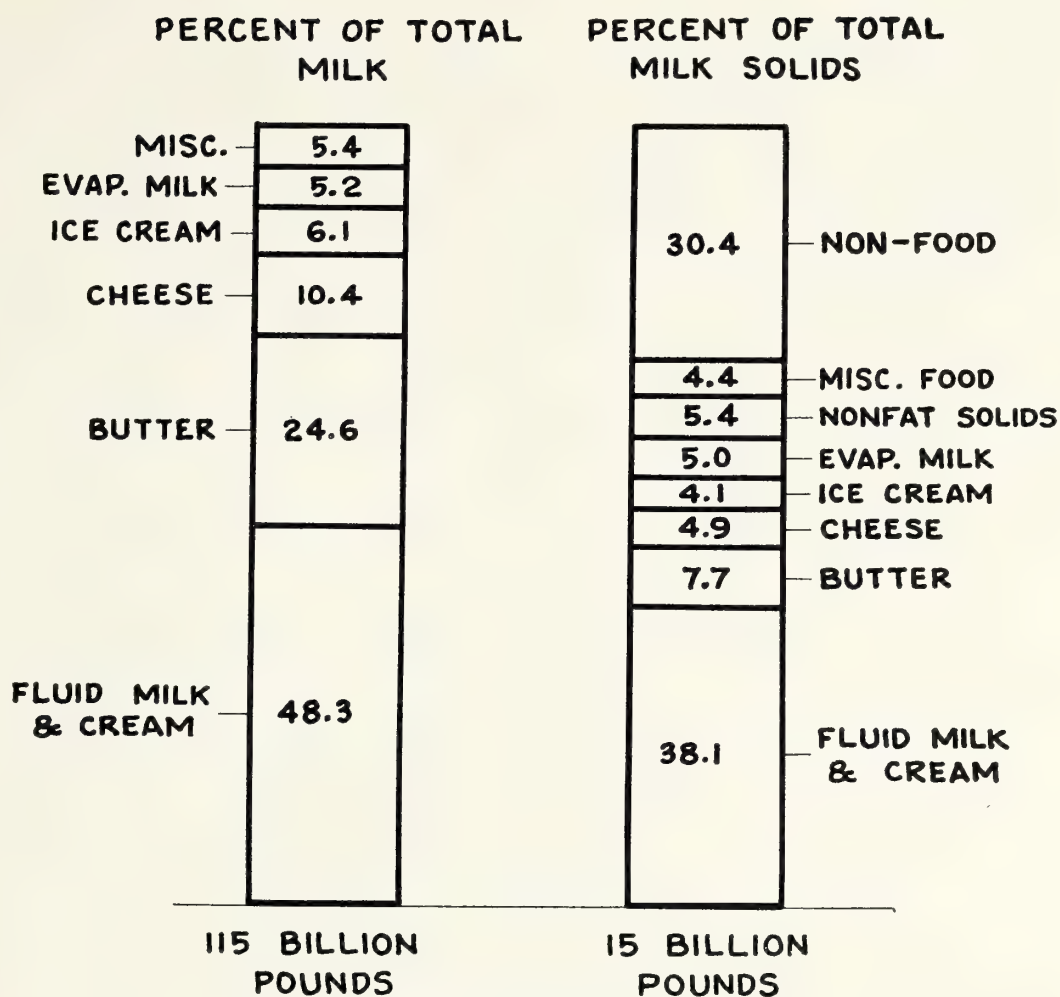 PERCENT OF TOTAL
MILK
MISC.
5.4
EVAP. MILK
5.2
ICE CREAM
6.1
CHEESE
10.4
BUTTER
24.6
FLUID MILK
& CREAM
48.3
115 BILLION
POUNDS
PERCENT OF TOTAL
MILK SOLIDS
30.4
NON-FOOD
4.4
MISC. FOOD
5.4
NONFAT SOLIDS
5.0
EVAP. MILK
4.1
ICE CREAM
4.9
CHEESE
7.7
BUTTER
38.1
FLUID MILK
& CREAM
15 BILLION
POUNDS